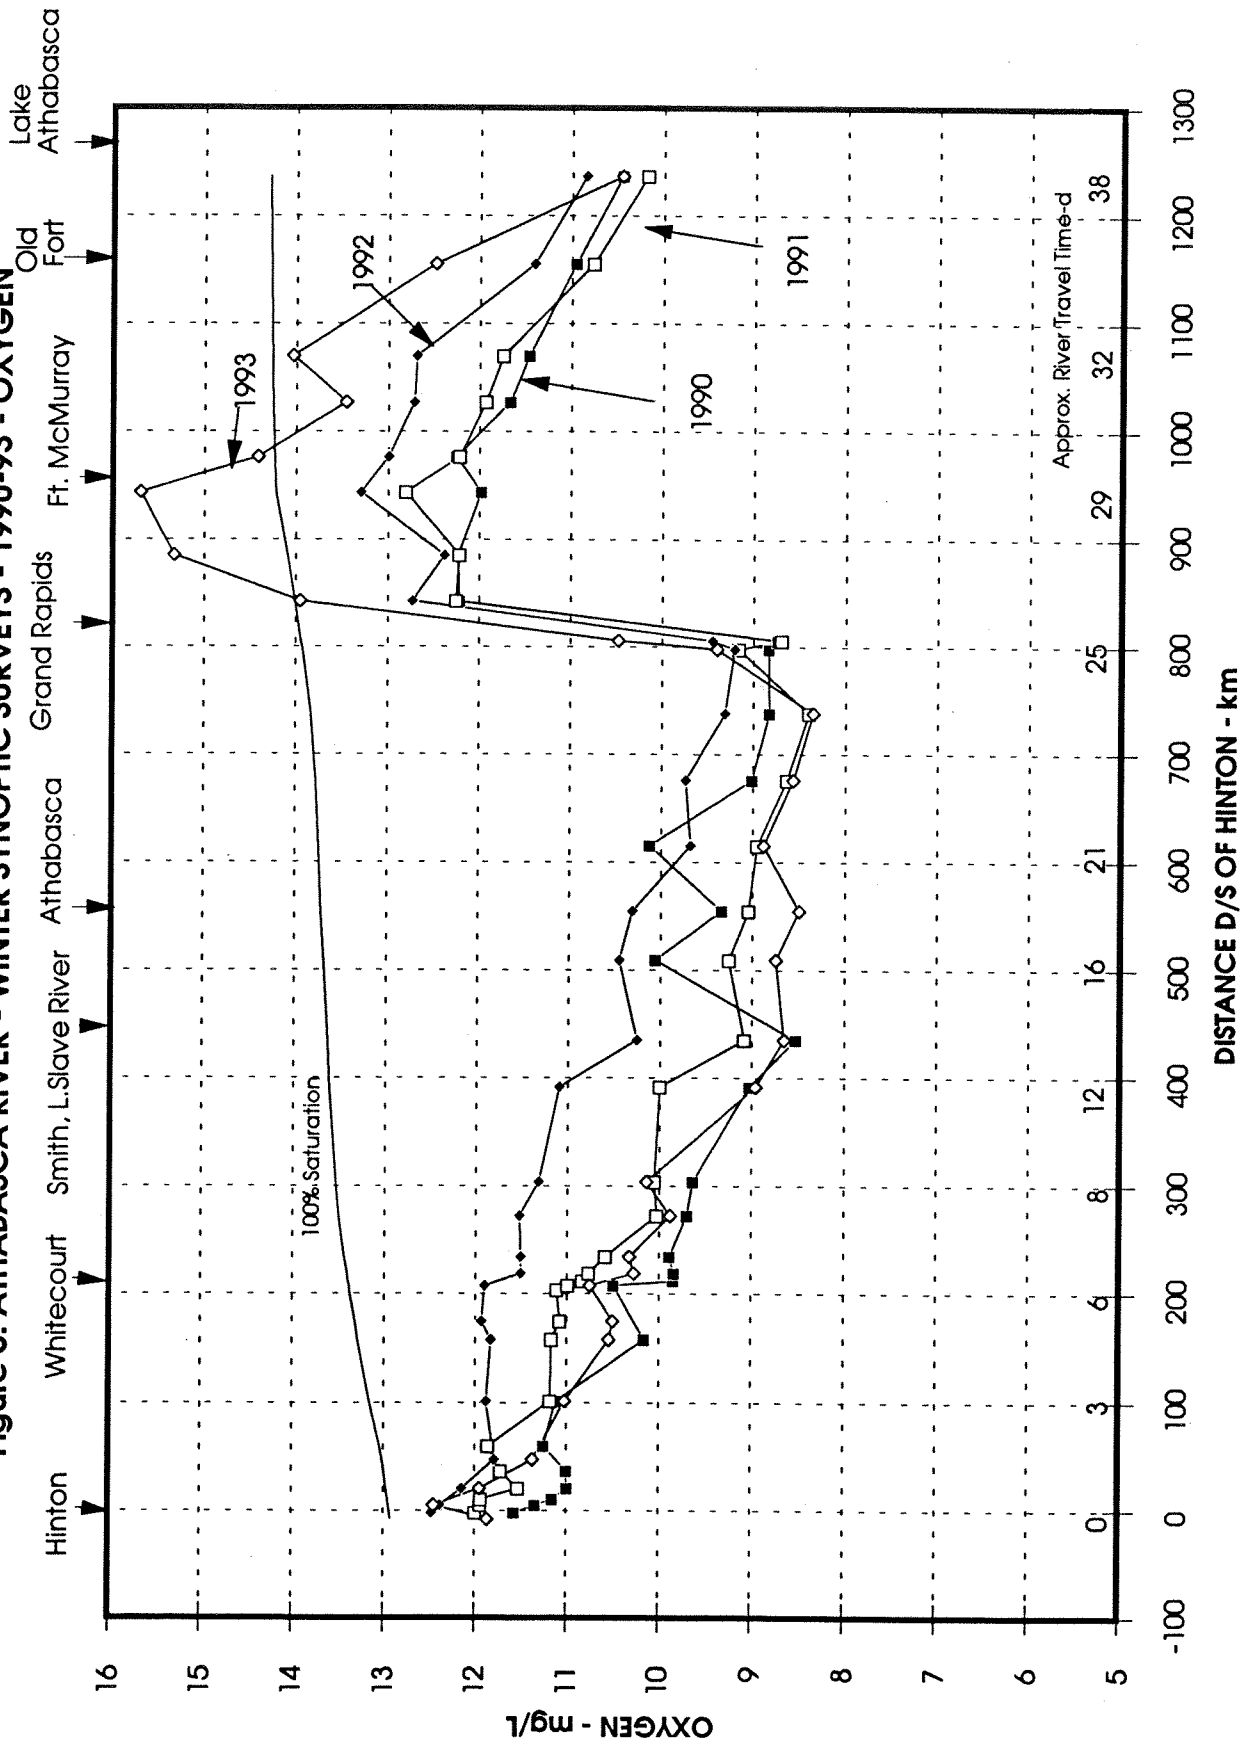 Figure 6. ATHABASCA RIVER - WINTER SYNOPTIC SURVEYS - 1990-93 - OXYGEN
Hinton
Whitecourt
Smith, L.Slave River
Athabasca
Grand Rapids
Ft. McMurray
Old
Fort
Lake
Athabasca
OXYGEN - mg/L
16
15
14
13
12
11
10
9
8
7
6
5
100% Saturation
1993
1992
1990
1991
Approx. River Travel Time-d
0
3
6
8
12
16
21
25
29
32
38
-100
0
100
200
300
400
500
600
700
800
900
1000
1100
1200
1300
DISTANCE D/S OF HINTON - km